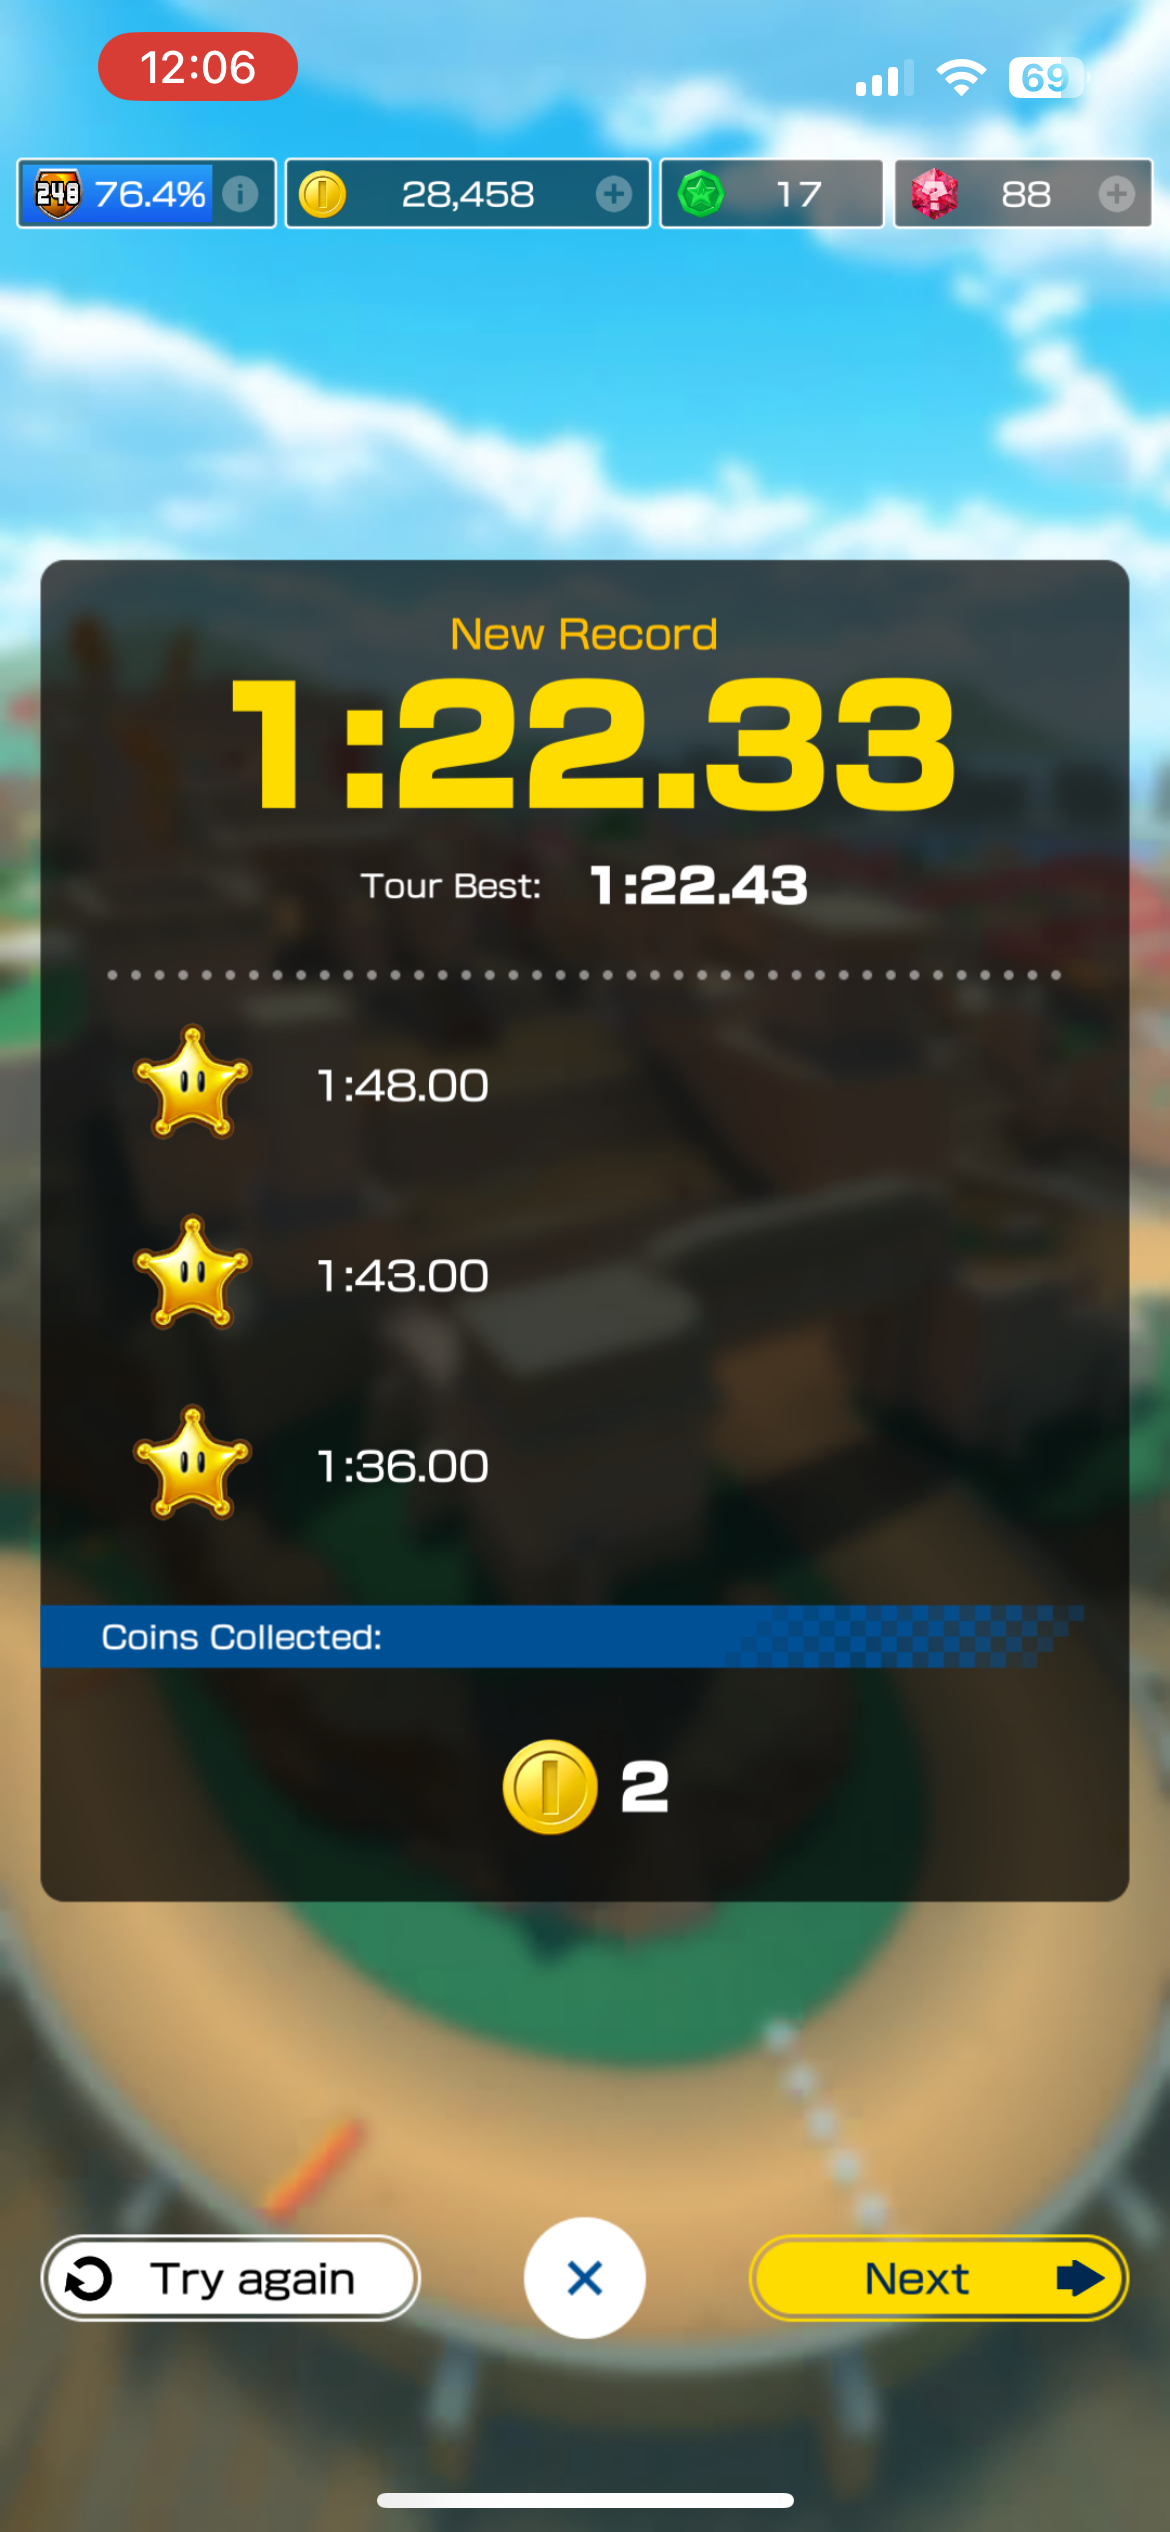 12:06
69
248 76.4% i 28,458 17 88
New Record
1:22.33
Tour Best: 1:22.43
1:48.00
1:43.00
1:36.00
Coins Collected:
2
Try again
Next